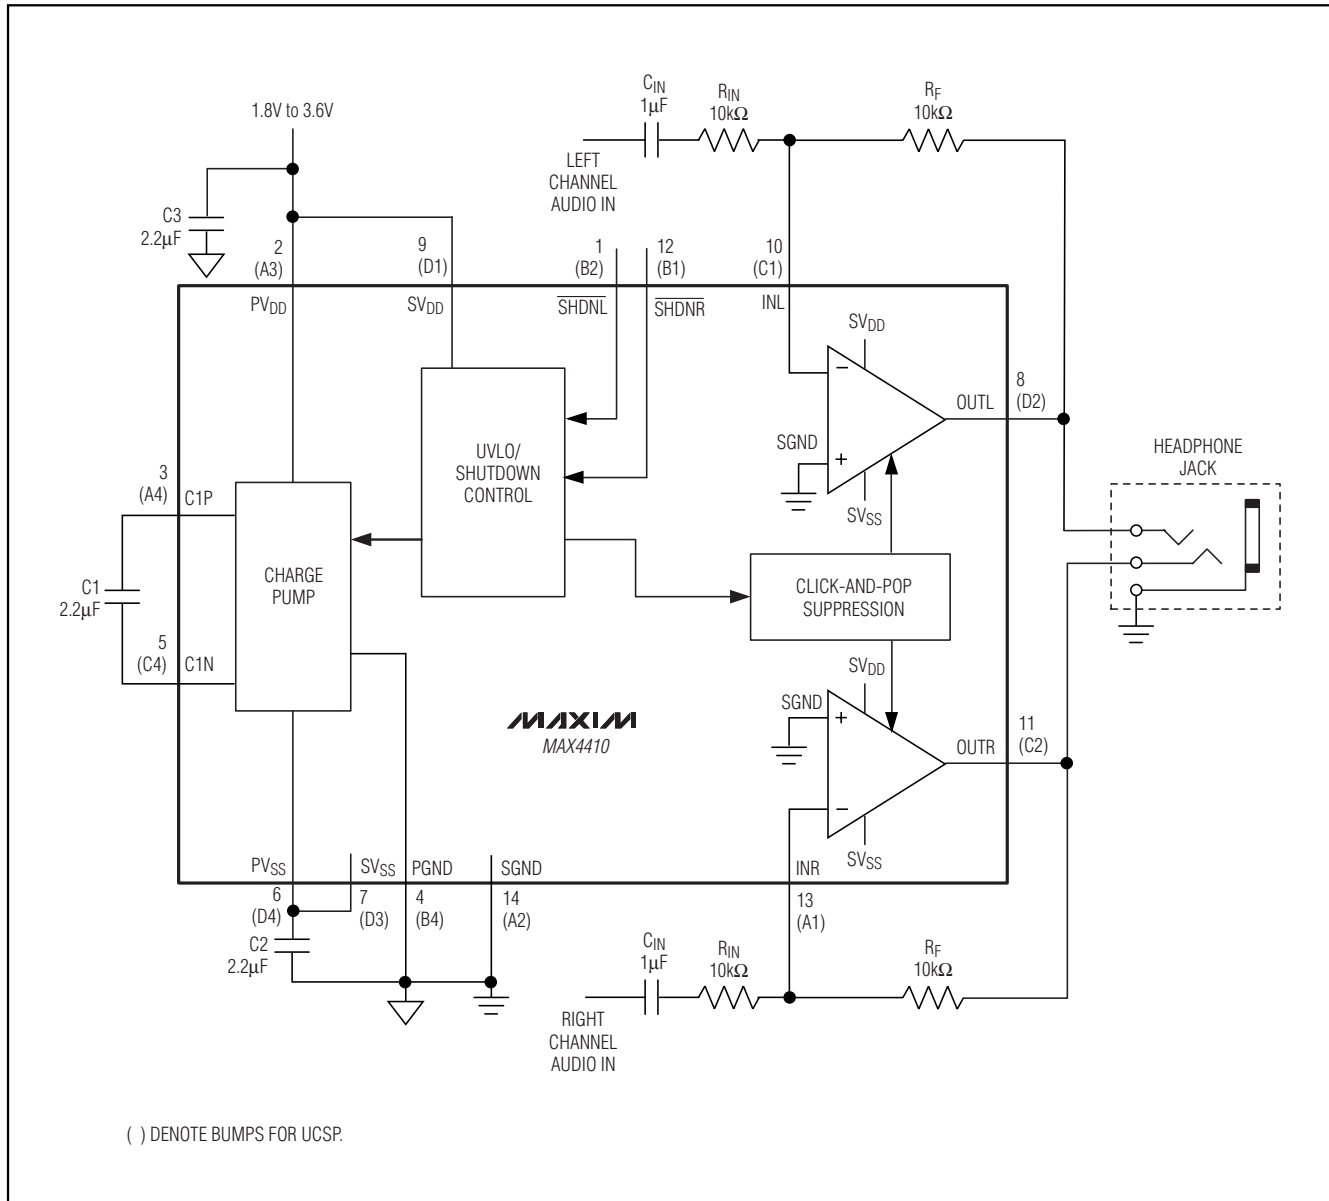 1.8V to 3.6V
C3
2.2μF
CIN
1μF
RIN
10kΩ
RF
10kΩ
LEFT
CHANNEL
AUDIO IN
2
(A3)
9
(D1)
1
(B2)
12
(B1)
10
(C1)
PVDD
SVDD
SHDNL
SHDNR
INL
SVDD
−
SGND
+
SVSS
OUTL
8
(D2)
UVLO/
SHUTDOWN
CONTROL
HEADPHONE
JACK
3
(A4)
C1P
C1
2.2μF
CHARGE
PUMP
CLICK-AND-POP
SUPPRESSION
5
(C4)
C1N
SVDD
SGND
+
−
SVSS
OUTR
11
(C2)
MAXIM
MAX4410
PVSS
SVSS
PGND
SGND
INR
6
(D4)
7
(D3)
4
(B4)
14
(A2)
13
(A1)
C2
2.2μF
CIN
1μF
RIN
10kΩ
RF
10kΩ
RIGHT
CHANNEL
AUDIO IN
( ) DENOTE BUMPS FOR UCSP.